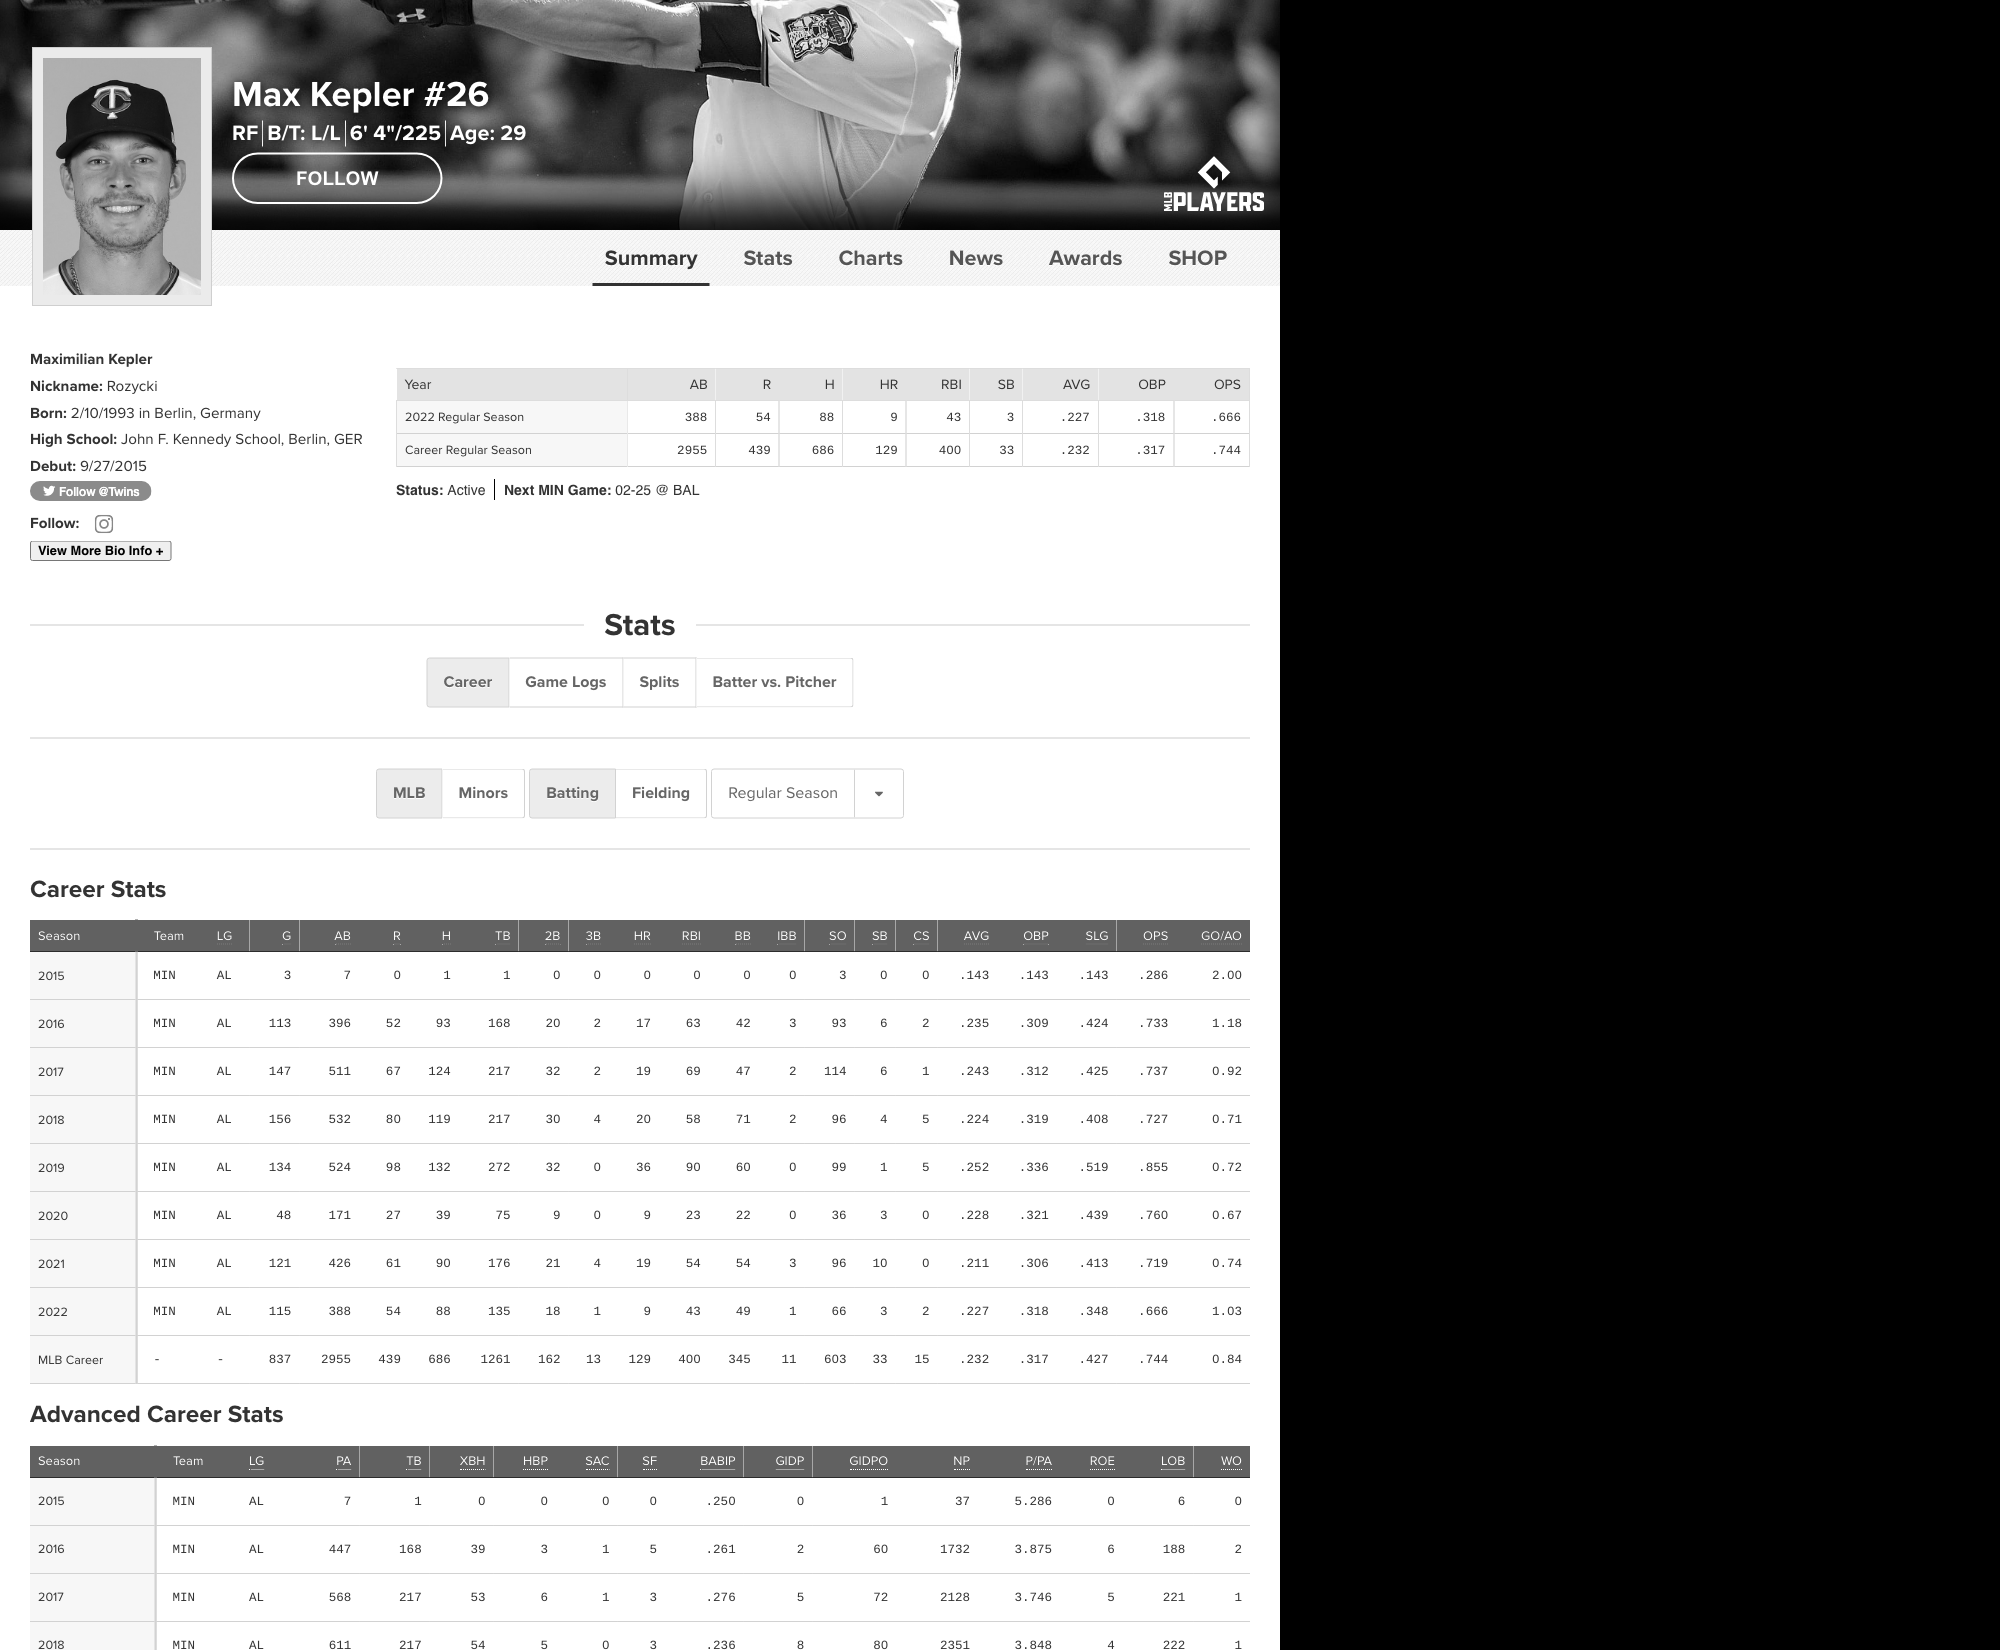 Max Kepler #26
RF B/T: L/L 6' 4"/225 Age: 29
FOLLOW
MLB PLAYERS
Summary Stats Charts News Awards SHOP
Maximilian Kepler
Nickname: Rozycki
Born: 2/10/1993 in Berlin, Germany
High School: John F. Kennedy School, Berlin, GER
Debut: 9/27/2015
Follow @Twins
Follow:
View More Bio Info +
Year AB R H HR RBI SB AVG OBP OPS
2022 Regular Season 388 54 88 9 43 3 .227 .318 .666
Career Regular Season 2955 439 686 129 400 33 .232 .317 .744
Status: Active Next MIN Game: 02-25 @ BAL
Stats
Career Game Logs Splits Batter vs. Pitcher
MLB Minors Batting Fielding Regular Season
Career Stats
Season Team LG G AB R H TB 2B 3B HR RBI BB IBB SO SB CS AVG OBP SLG OPS GO/AO
2015 MIN AL 3 7 0 1 1 0 0 0 0 0 0 3 0 0 .143 .143 .143 .286 2.00
2016 MIN AL 113 396 52 93 168 20 2 17 63 42 3 93 6 2 .235 .309 .424 .733 1.18
2017 MIN AL 147 511 67 124 217 32 2 19 69 47 2 114 6 1 .243 .312 .425 .737 0.92
2018 MIN AL 156 532 80 119 217 30 4 20 58 71 2 96 4 5 .224 .319 .408 .727 0.71
2019 MIN AL 134 524 98 132 272 32 0 36 90 60 0 99 1 5 .252 .336 .519 .855 0.72
2020 MIN AL 48 171 27 39 75 9 0 9 23 22 0 36 3 0 .228 .321 .439 .760 0.67
2021 MIN AL 121 426 61 90 176 21 4 19 54 54 3 96 10 0 .211 .306 .413 .719 0.74
2022 MIN AL 115 388 54 88 135 18 1 9 43 49 1 66 3 2 .227 .318 .348 .666 1.03
MLB Career - - 837 2955 439 686 1261 162 13 129 400 345 11 603 33 15 .232 .317 .427 .744 0.84
Advanced Career Stats
Season Team LG PA TB XBH HBP SAC SF BABIP GIDP GIDPO NP P/PA ROE LOB WO
2015 MIN AL 7 1 0 0 0 0 .250 0 1 37 5.286 0 6 0
2016 MIN AL 447 168 39 3 1 5 .261 2 60 1732 3.875 6 188 2
2017 MIN AL 568 217 53 6 1 3 .276 5 72 2128 3.746 5 221 1
2018 MIN AL 611 217 54 5 0 3 .236 8 80 2351 3.848 4 222 1